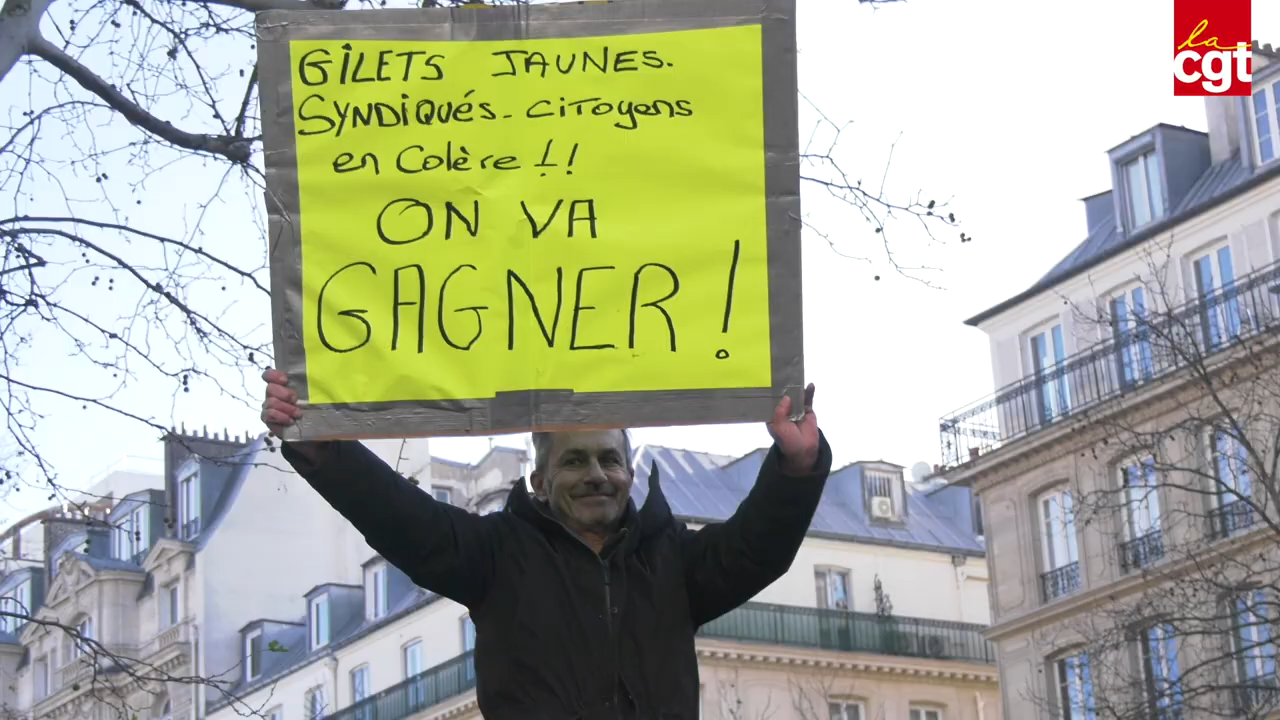 GILETS JAUNES.
SYNDIQUÉS - CITOYENS
en Colère !!
ON VA
GAGNER !
la
cgt